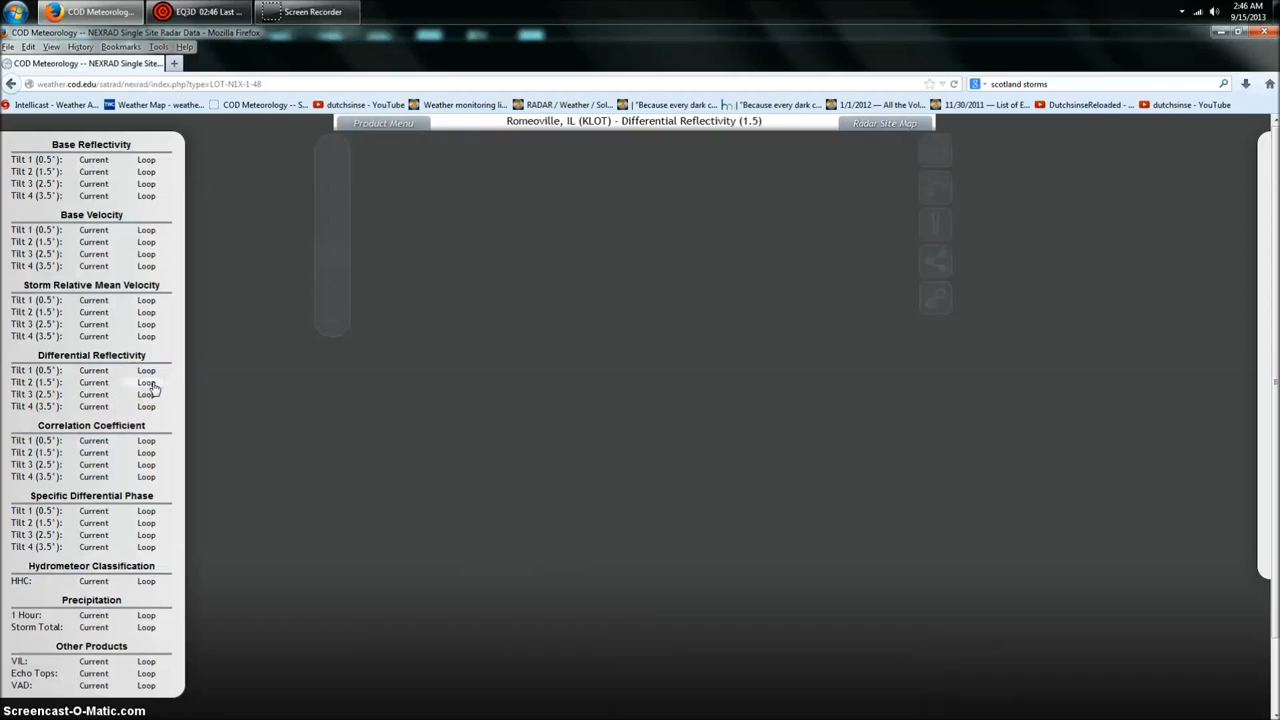 COD Meteorolog...
EQ3D 02:46 Last ...
Screen Recorder
2:46 AM
9/15/2013
COD Meteorology -- NEXRAD Single Site Radar Data - Mozilla Firefox
File Edit View History Bookmarks Tools Help
COD Meteorology -- NEXRAD Single Site...
weather.cod.edu/satrad/nexrad/index.php?type=LOT-NIX-1-48
scotland storms
Intellicast - Weather A...
Weather Map - weathe...
COD Meteorology -- S...
dutchsinse - YouTube
Weather monitoring li...
RADAR / Weather / Sol...
| "Because every dark c...
| "Because every dark c...
1/1/2012 — All the Vol...
11/30/2011 — List of E...
DutchsinseReloaded - ...
dutchsinse - YouTube
Product Menu
Romeoville, IL (KLOT) - Differential Reflectivity (1.5)
Radar Site Map
Base Reflectivity
Tilt 1 (0.5°): Current Loop
Tilt 2 (1.5°): Current Loop
Tilt 3 (2.5°): Current Loop
Tilt 4 (3.5°): Current Loop
Base Velocity
Tilt 1 (0.5°): Current Loop
Tilt 2 (1.5°): Current Loop
Tilt 3 (2.5°): Current Loop
Tilt 4 (3.5°): Current Loop
Storm Relative Mean Velocity
Tilt 1 (0.5°): Current Loop
Tilt 2 (1.5°): Current Loop
Tilt 3 (2.5°): Current Loop
Tilt 4 (3.5°): Current Loop
Differential Reflectivity
Tilt 1 (0.5°): Current Loop
Tilt 2 (1.5°): Current Loop
Tilt 3 (2.5°): Current Loop
Tilt 4 (3.5°): Current Loop
Correlation Coefficient
Tilt 1 (0.5°): Current Loop
Tilt 2 (1.5°): Current Loop
Tilt 3 (2.5°): Current Loop
Tilt 4 (3.5°): Current Loop
Specific Differential Phase
Tilt 1 (0.5°): Current Loop
Tilt 2 (1.5°): Current Loop
Tilt 3 (2.5°): Current Loop
Tilt 4 (3.5°): Current Loop
Hydrometeor Classification
HHC: Current Loop
Precipitation
1 Hour: Current Loop
Storm Total: Current Loop
Other Products
VIL: Current Loop
Echo Tops: Current Loop
VAD: Current Loop
Screencast-O-Matic.com